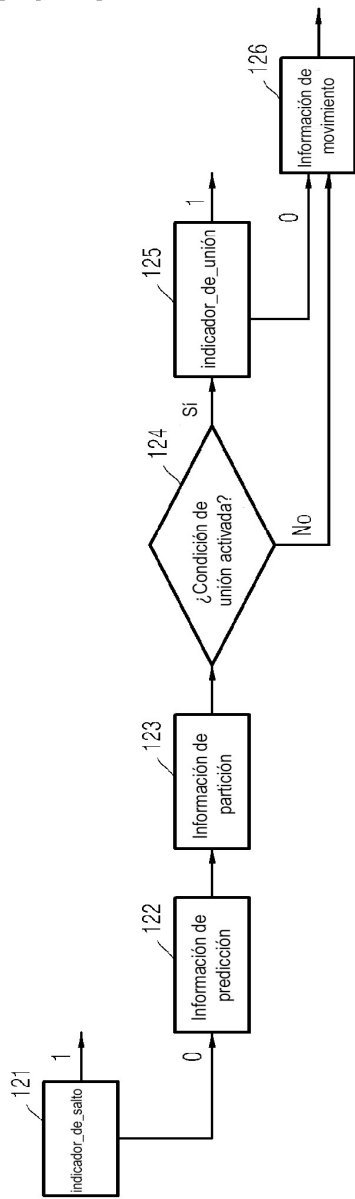 121
indicador_de_salto
1
0
122
Información de
predicción
123
Información de
partición
124
¿Condición de
unión activada?
Sí
No
125
indicador_de_unión
1
0
126
Información de
movimiento